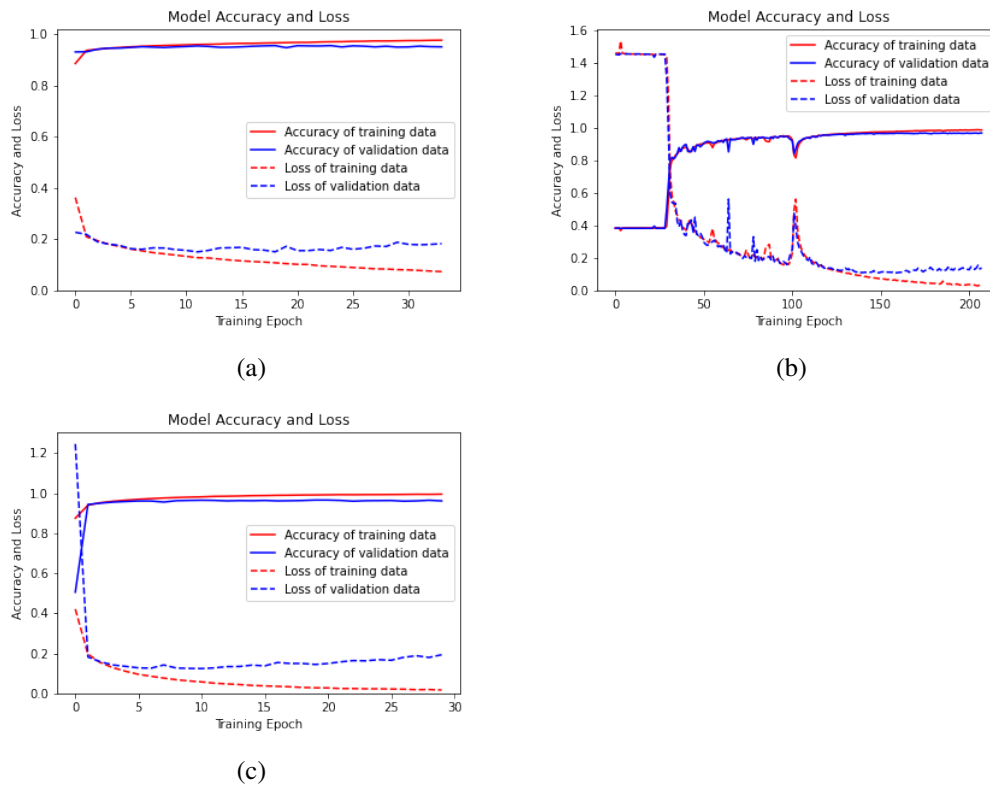 Model Accuracy and Loss
1.0
0.8
0.6
0.4
0.2
0.0
Accuracy and Loss
Accuracy of training data
Accuracy of validation data
Loss of training data
Loss of validation data
0 5 10 15 20 25 30
Training Epoch
(a)
Model Accuracy and Loss
1.6
1.4
1.2
1.0
0.8
0.6
0.4
0.2
0.0
Accuracy and Loss
Accuracy of training data
Accuracy of validation data
Loss of training data
Loss of validation data
0 50 100 150 200
Training Epoch
(b)
Model Accuracy and Loss
1.2
1.0
0.8
0.6
0.4
0.2
0.0
Accuracy and Loss
Accuracy of training data
Accuracy of validation data
Loss of training data
Loss of validation data
0 5 10 15 20 25 30
Training Epoch
(c)